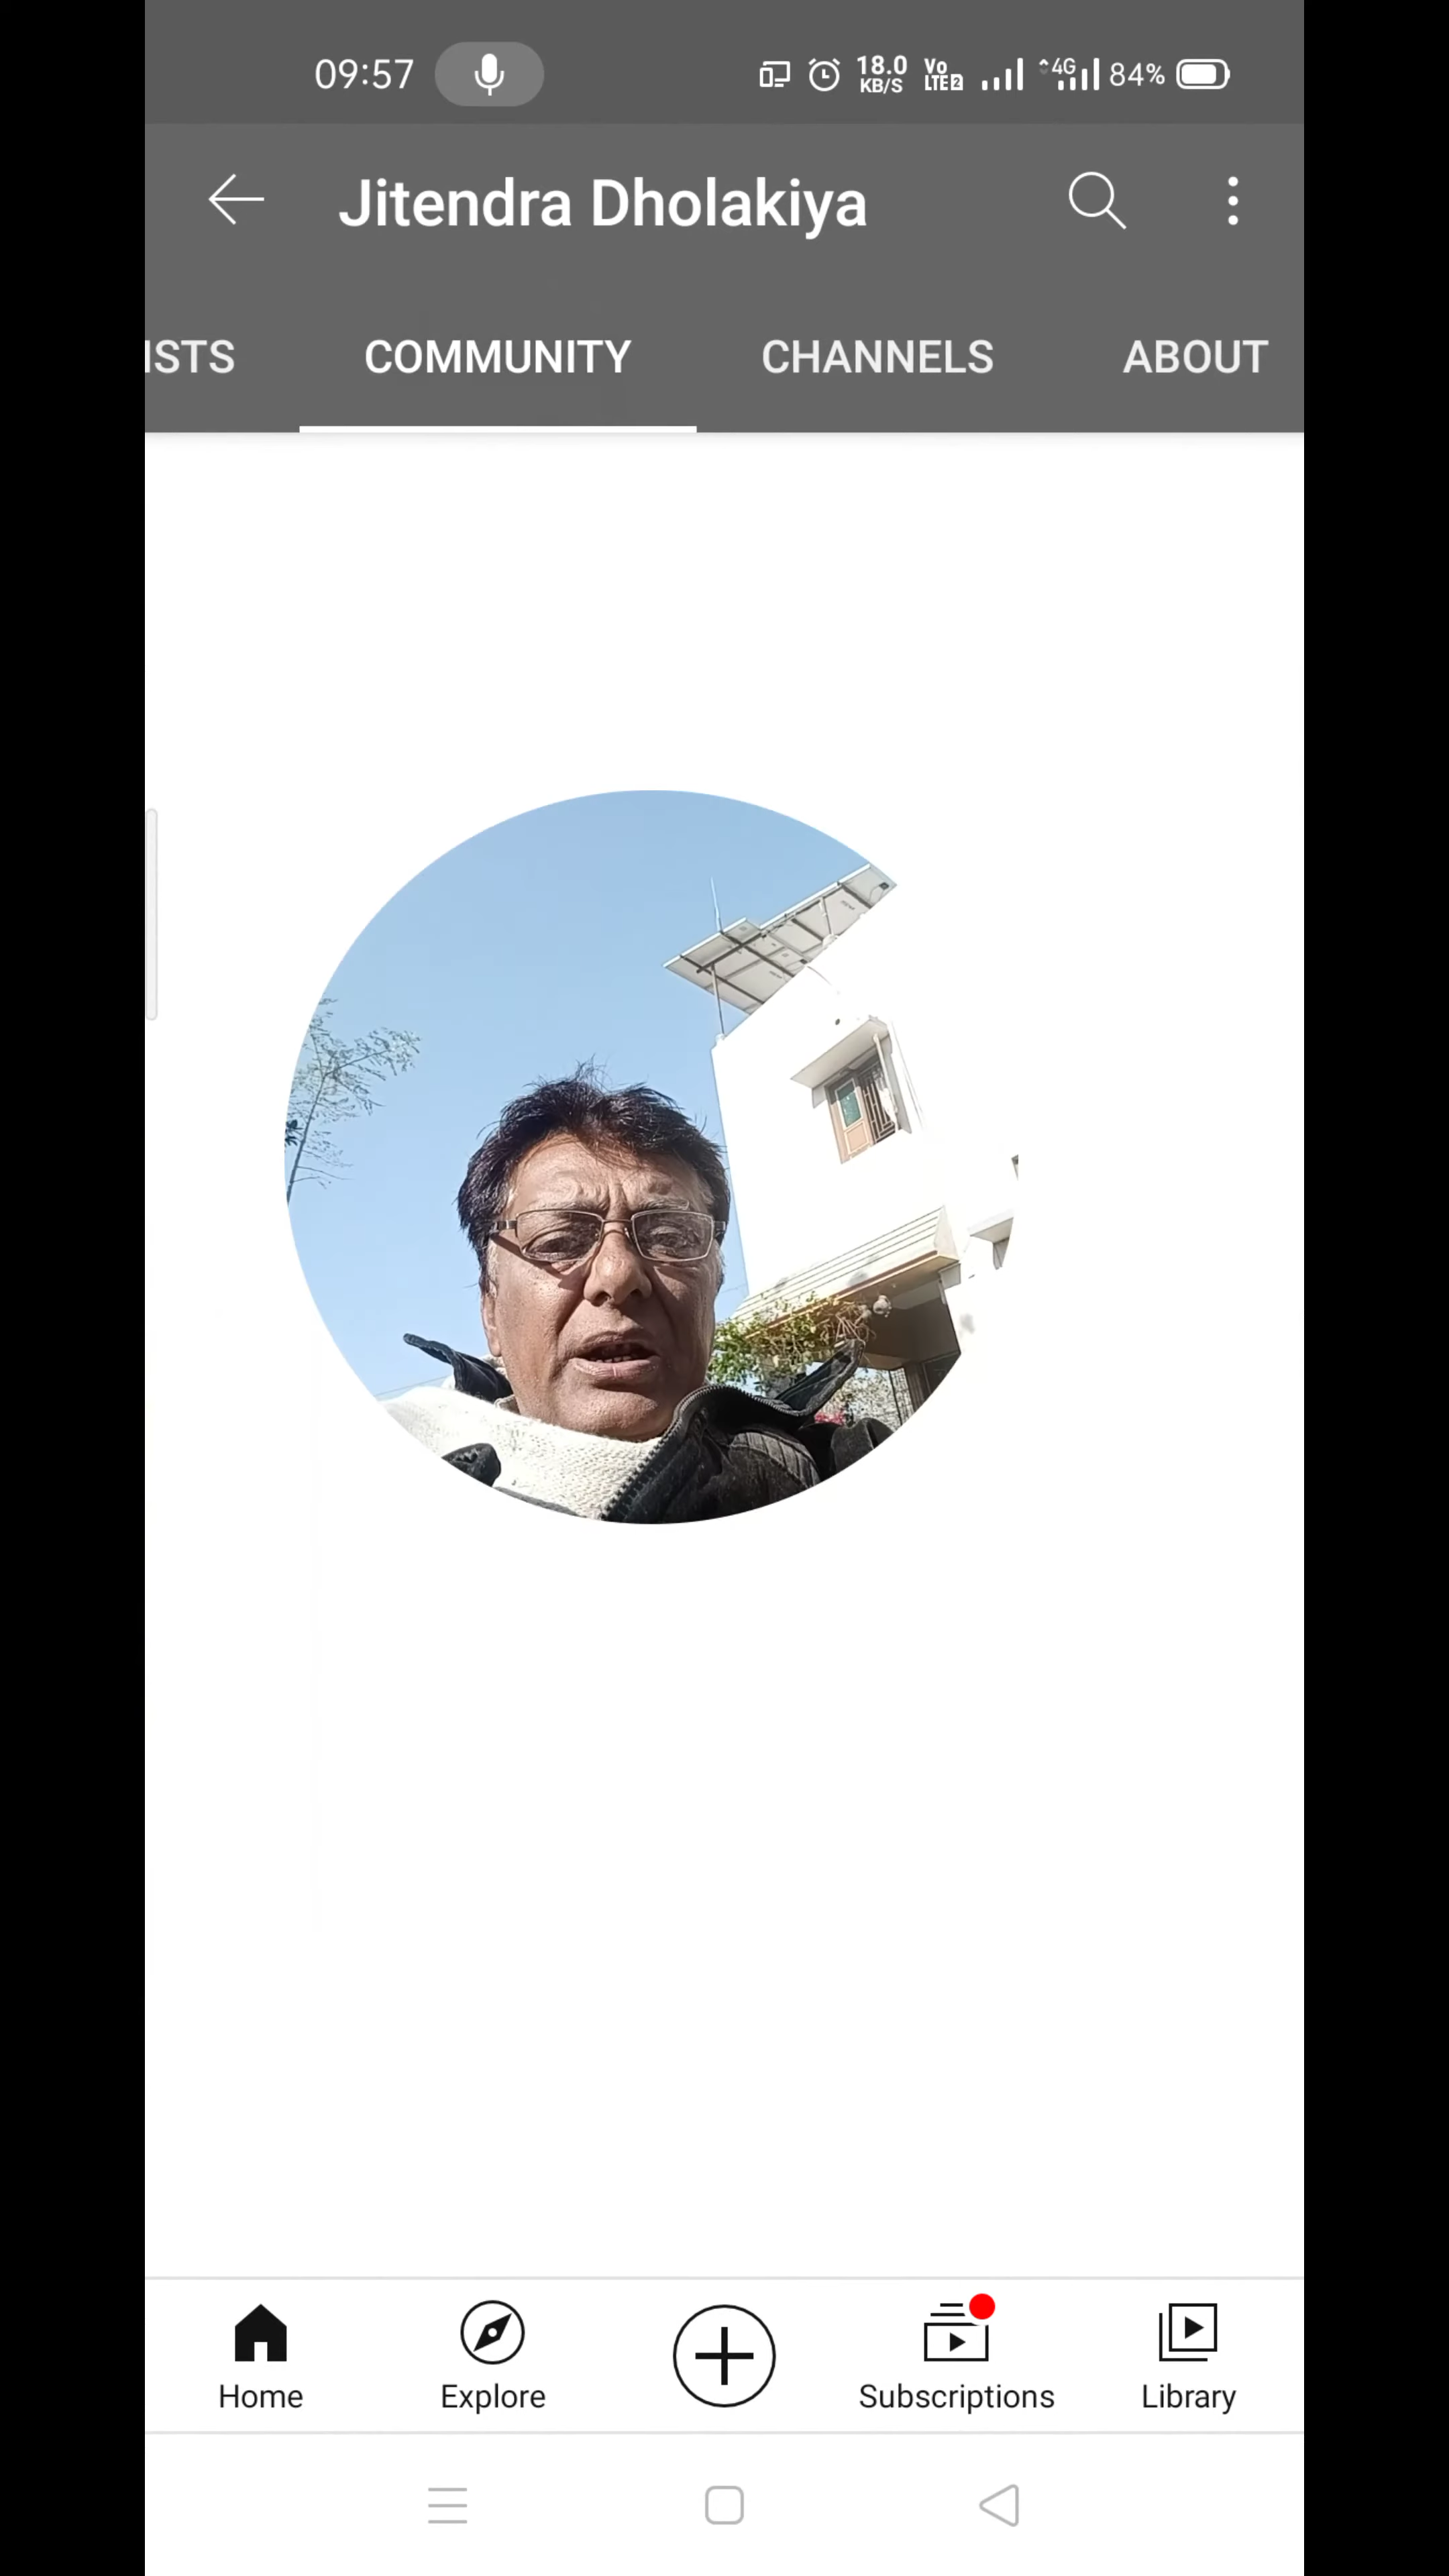 09:57 18.0 KB/S Vo LTE2 4G 84%
Jitendra Dholakiya
ISTS COMMUNITY CHANNELS ABOUT
Home Explore Subscriptions Library